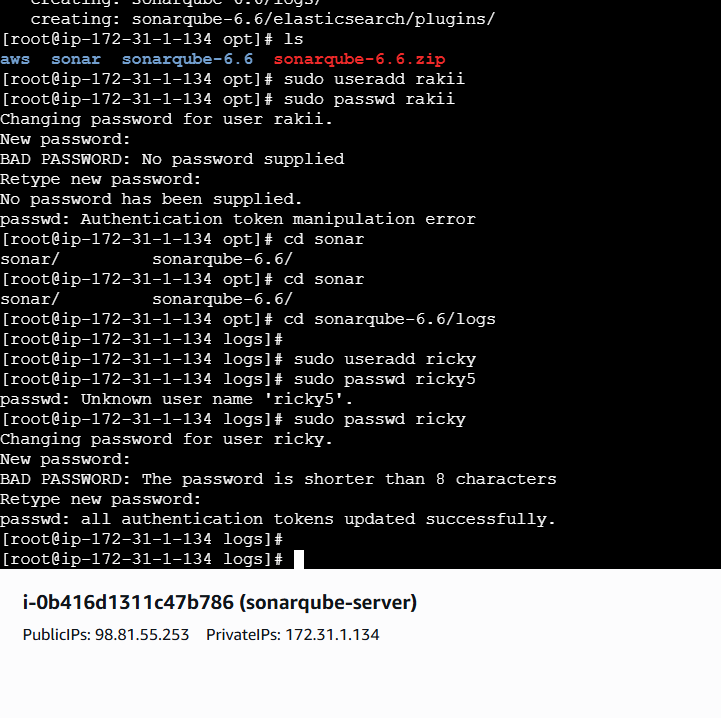 creating: sonarqube-6.6/logs/
creating: sonarqube-6.6/elasticsearch/plugins/
[root@ip-172-31-1-134 opt]# ls
aws  sonar  sonarqube-6.6  sonarqube-6.6.zip
[root@ip-172-31-1-134 opt]# sudo useradd rakii
[root@ip-172-31-1-134 opt]# sudo passwd rakii
Changing password for user rakii.
New password:
BAD PASSWORD: No password supplied
Retype new password:
No password has been supplied.
passwd: Authentication token manipulation error
[root@ip-172-31-1-134 opt]# cd sonar
sonar/         sonarqube-6.6/
[root@ip-172-31-1-134 opt]# cd sonar
sonar/         sonarqube-6.6/
[root@ip-172-31-1-134 opt]# cd sonarqube-6.6/logs
[root@ip-172-31-1-134 logs]#
[root@ip-172-31-1-134 logs]# sudo useradd ricky
[root@ip-172-31-1-134 logs]# sudo passwd ricky5
passwd: Unknown user name 'ricky5'.
[root@ip-172-31-1-134 logs]# sudo passwd ricky
Changing password for user ricky.
New password:
BAD PASSWORD: The password is shorter than 8 characters
Retype new password:
passwd: all authentication tokens updated successfully.
[root@ip-172-31-1-134 logs]#
[root@ip-172-31-1-134 logs]#
i-0b416d1311c47b786 (sonarqube-server)
PublicIPs: 98.81.55.253    PrivateIPs: 172.31.1.134